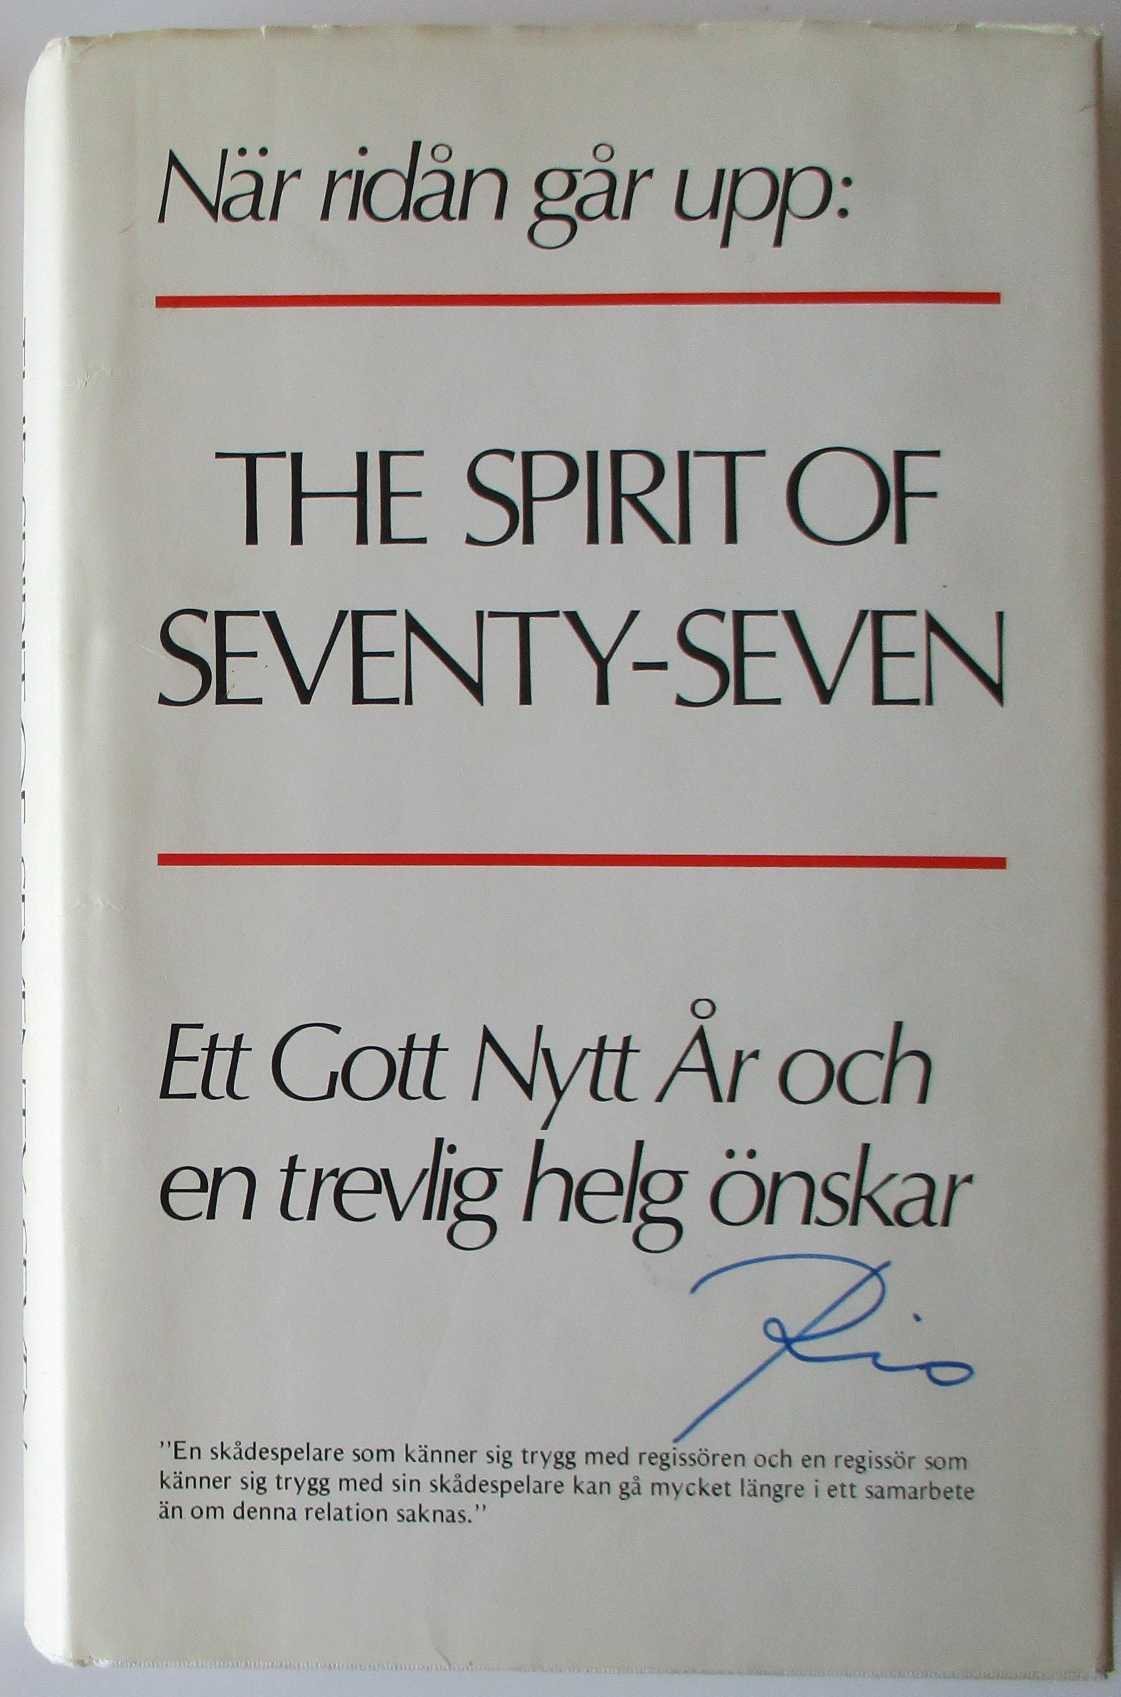 När ridån går upp:
THE SPIRIT OF
SEVENTY-SEVEN
Ett Gott Nytt År och
en trevlig helg önskar
Rio
”En skådespelare som känner sig trygg med regissören och en regissör som
känner sig trygg med sin skådespelare kan gå mycket längre i ett samarbete
än om denna relation saknas.”